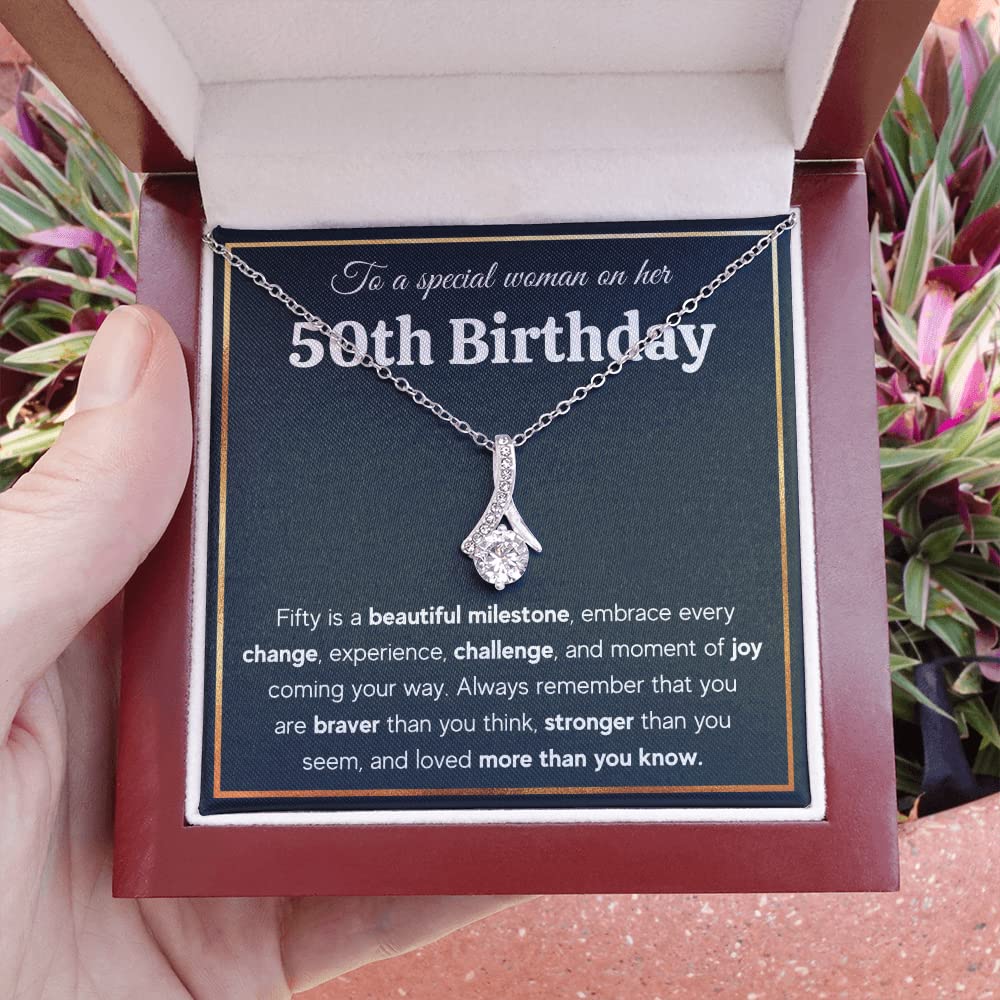 To a special woman on her
50th Birthday
Fifty is a beautiful milestone, embrace every
change, experience, challenge, and moment of joy
coming your way. Always remember that you
are braver than you think, stronger than you
seem, and loved more than you know.